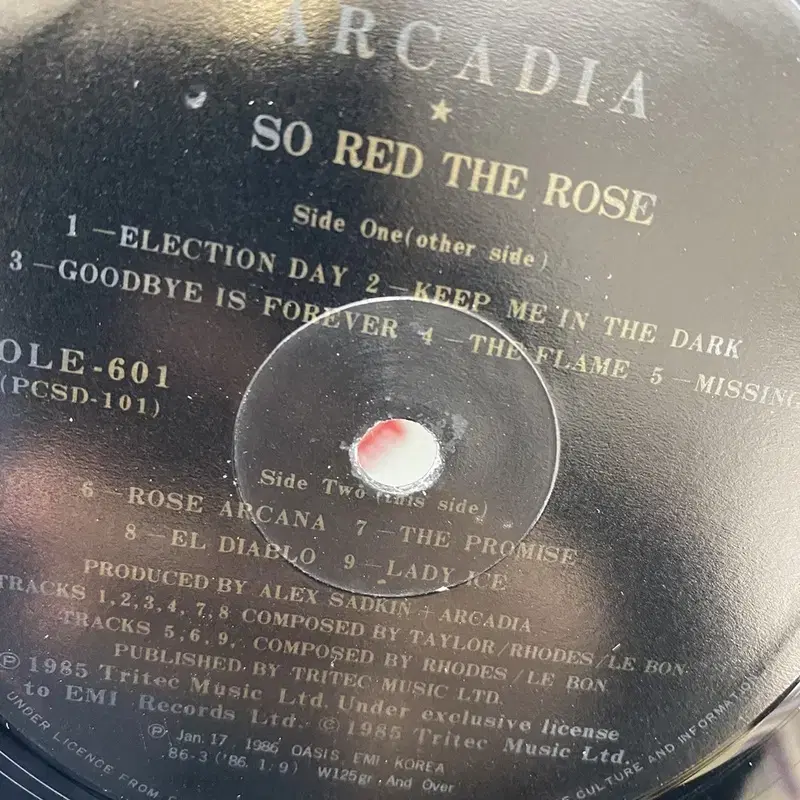 ARCADIA
★
SO RED THE ROSE
Side One (other side)
1 —ELECTION DAY 2 —KEEP ME IN THE DARK
3 —GOODBYE IS FOREVER 4 —THE FLAME 5 —MISSING
OLE-601
(PCSD-101)
Side Two (this side)
6 —ROSE ARCANA 7 —THE PROMISE
8 —EL DIABLO 9 —LADY ICE
PRODUCED BY ALEX SADKIN + ARCADIA
TRACKS 1,2,3,4, 7,8 COMPOSED BY TAYLOR/RHODES/LE BON
TRACKS 5,6,9, COMPOSED BY RHODES/LE BON
PUBLISHED BY TRITEC MUSIC LTD.
Ⓟ 1985 Tritec Music Ltd. Under exclusive license
to EMI Records Ltd. © 1985 Tritec Music Ltd.
Ⓟ Jan. 17 1986 OASIS, EMI-KOREA
86-3 ('86. 1. 9) W125gr. And Over
UNDER LICENCE FROM
CULTURE AND INFORMATION